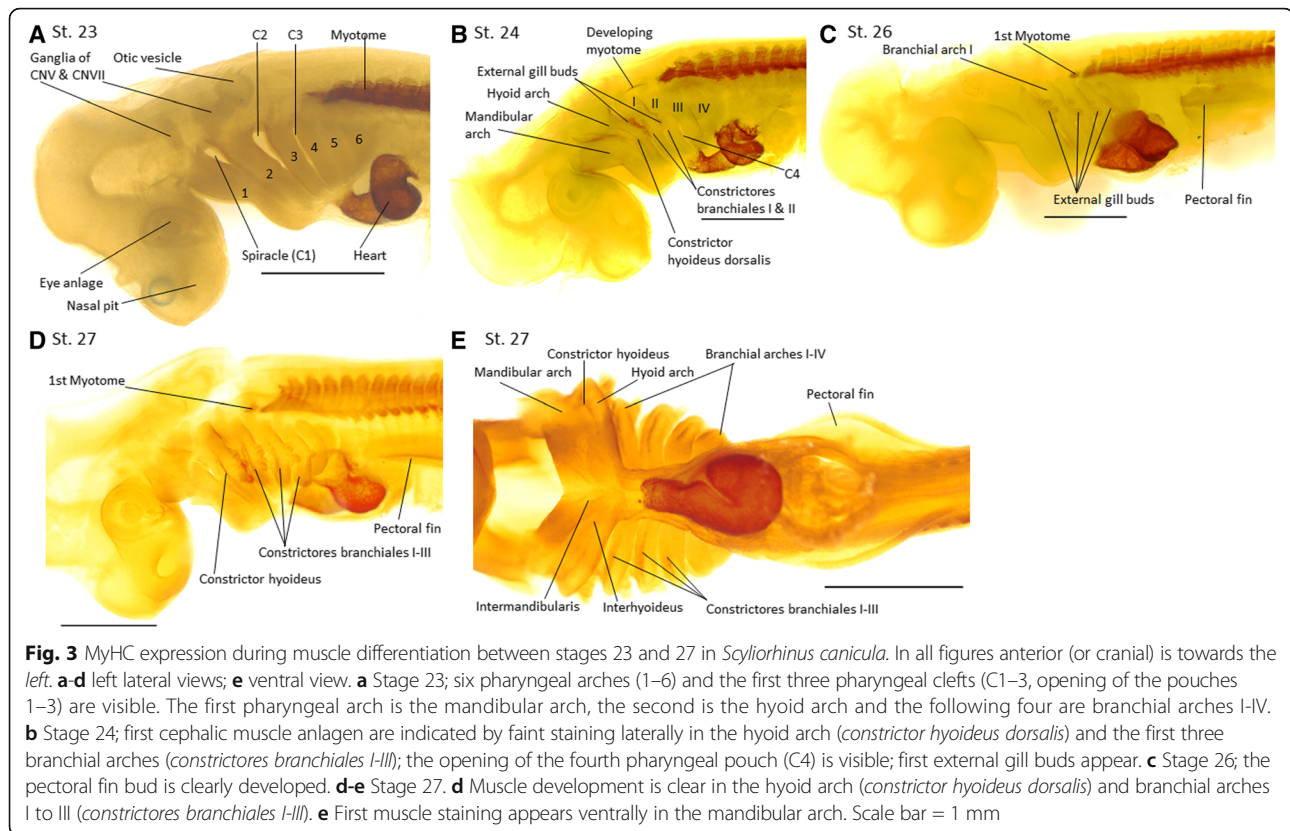 A St. 23
C2
C3
Myotome
Ganglia of
CNV & CNVII
Otic vesicle
1
2
3
4
5
6
Spiracle (C1)
Heart
Eye anlage
Nasal pit
B St. 24
Developing
myotome
External gill buds
Hyoid arch
Mandibular
arch
I
II
III
IV
C4
Constrictores
branchiales I & II
Constrictor
hyoideus dorsalis
C St. 26
1st Myotome
Branchial arch I
External gill buds
Pectoral fin
D St. 27
1st Myotome
Pectoral fin
Constrictores branchiales I-III
Constrictor hyoideus
E St. 27
Constrictor hyoideus
Branchial arches I-IV
Mandibular arch
Hyoid arch
Pectoral fin
Intermandibularis
Interhyoideus
Constrictores branchiales I-III
Fig. 3 MyHC expression during muscle differentiation between stages 23 and 27 in Scyliorhinus canicula. In all figures anterior (or cranial) is towards the
left. a-d left lateral views; e ventral view. a Stage 23; six pharyngeal arches (1–6) and the first three pharyngeal clefts (C1–3, opening of the pouches
1–3) are visible. The first pharyngeal arch is the mandibular arch, the second is the hyoid arch and the following four are branchial arches I-IV.
b Stage 24; first cephalic muscle anlagen are indicated by faint staining laterally in the hyoid arch (constrictor hyoideus dorsalis) and the first three
branchial arches (constrictores branchiales I-III); the opening of the fourth pharyngeal pouch (C4) is visible; first external gill buds appear. c Stage 26; the
pectoral fin bud is clearly developed. d-e Stage 27. d Muscle development is clear in the hyoid arch (constrictor hyoideus dorsalis) and branchial arches
I to III (constrictores branchiales I-III). e First muscle staining appears ventrally in the mandibular arch. Scale bar = 1 mm